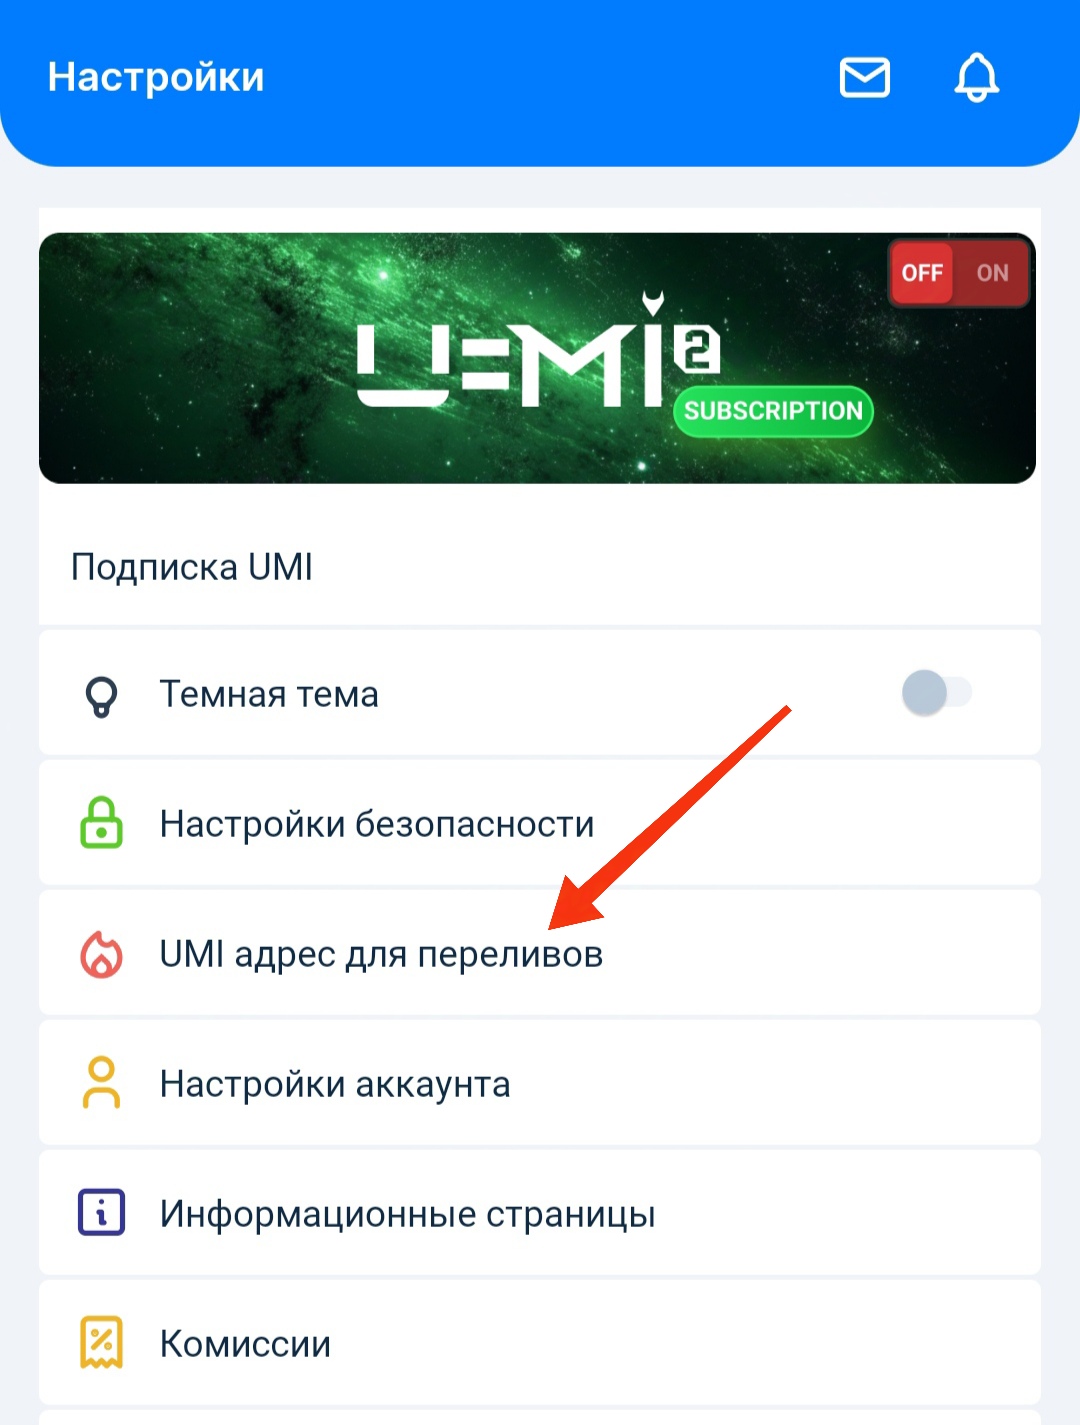 Настройки
OFF ON
UMI 2
SUBSCRIPTION
Подписка UMI
Темная тема
Настройки безопасности
UMI адрес для переливов
Настройки аккаунта
Информационные страницы
Комиссии